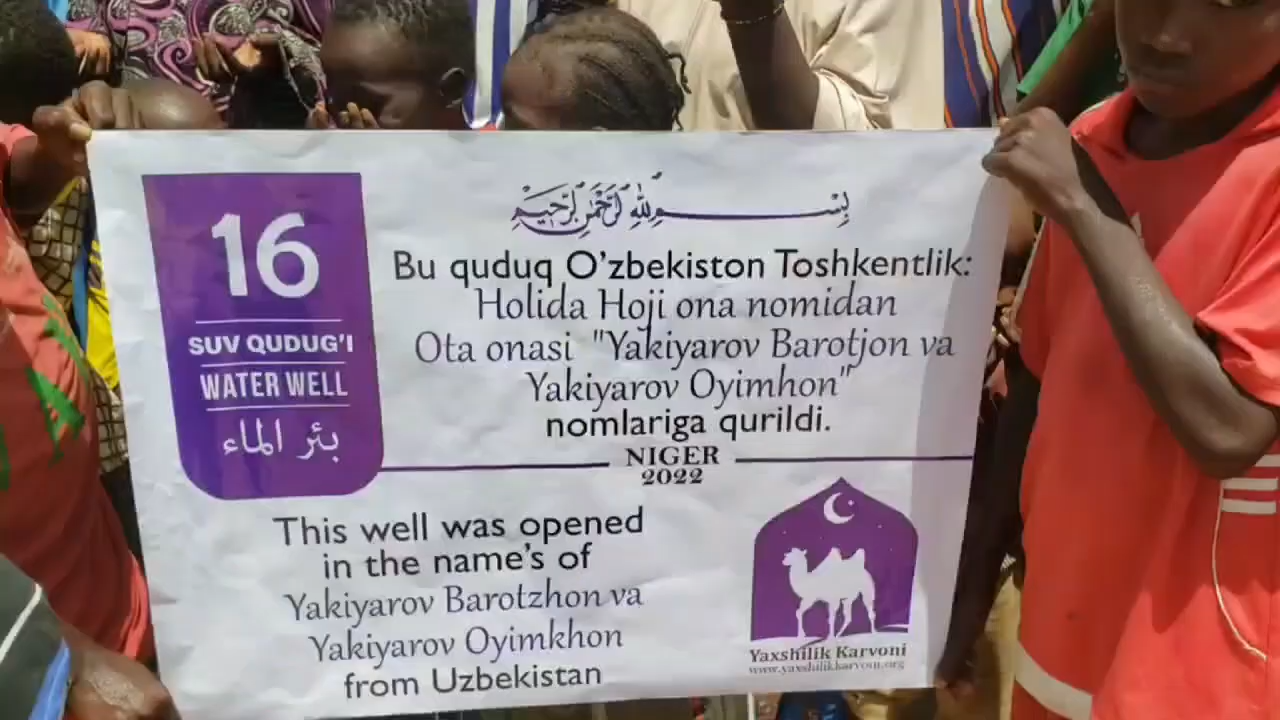 16
SUV QUDUG'I
WATER WELL
بئر الماء
بِسْمِ اللهِ الرَّحْمٰنِ الرَّحِيمِ
Bu quduq O'zbekiston Toshkentlik:
Holida Hoji ona nomidan
Ota onasi "Yakiyarov Barotjon va
Yakiyarov Oyimhon"
nomlariga qurildi.
NIGER
2022
This well was opened
in the name's of
Yakiyarov Barotzhon va
Yakiyarov Oyimkhon
from Uzbekistan
Yaxshilik Karvoni
www.yaxshilikkarvoni.org